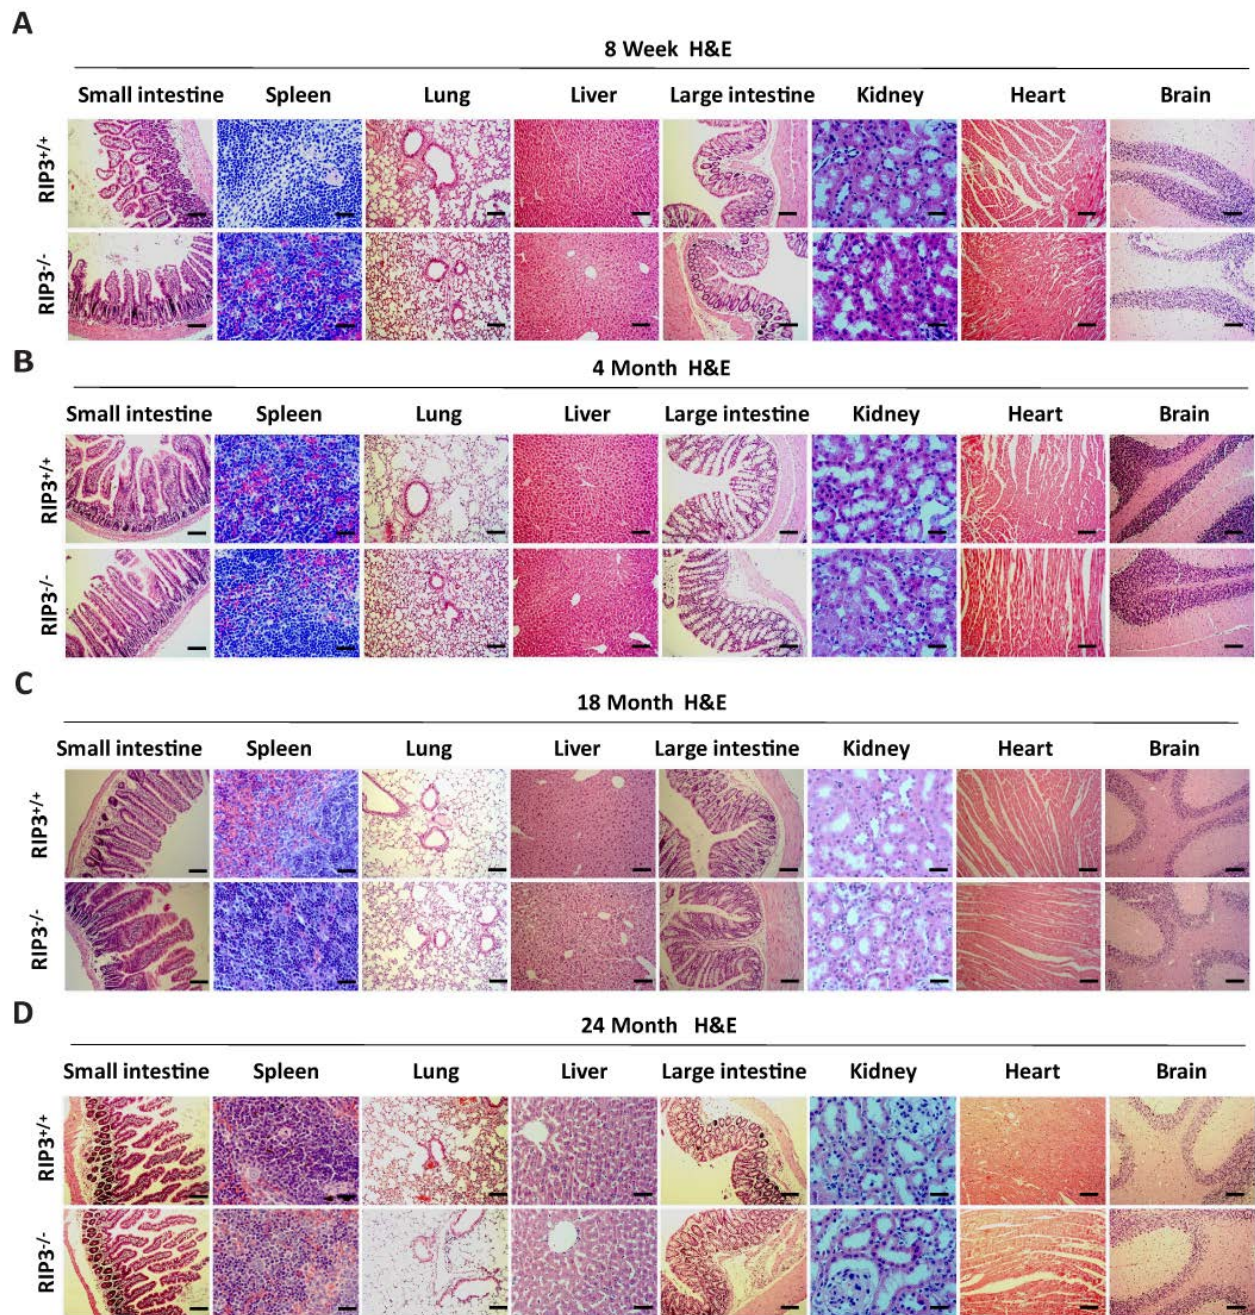 A
8 Week H&E
Small intestine Spleen Lung Liver Large intestine Kidney Heart Brain
RIP3+/+
RIP3-/-
B
4 Month H&E
Small intestine Spleen Lung Liver Large intestine Kidney Heart Brain
RIP3+/+
RIP3-/-
C
18 Month H&E
Small intestine Spleen Lung Liver Large intestine Kidney Heart Brain
RIP3+/+
RIP3-/-
D
24 Month H&E
Small intestine Spleen Lung Liver Large intestine Kidney Heart Brain
RIP3+/+
RIP3-/-